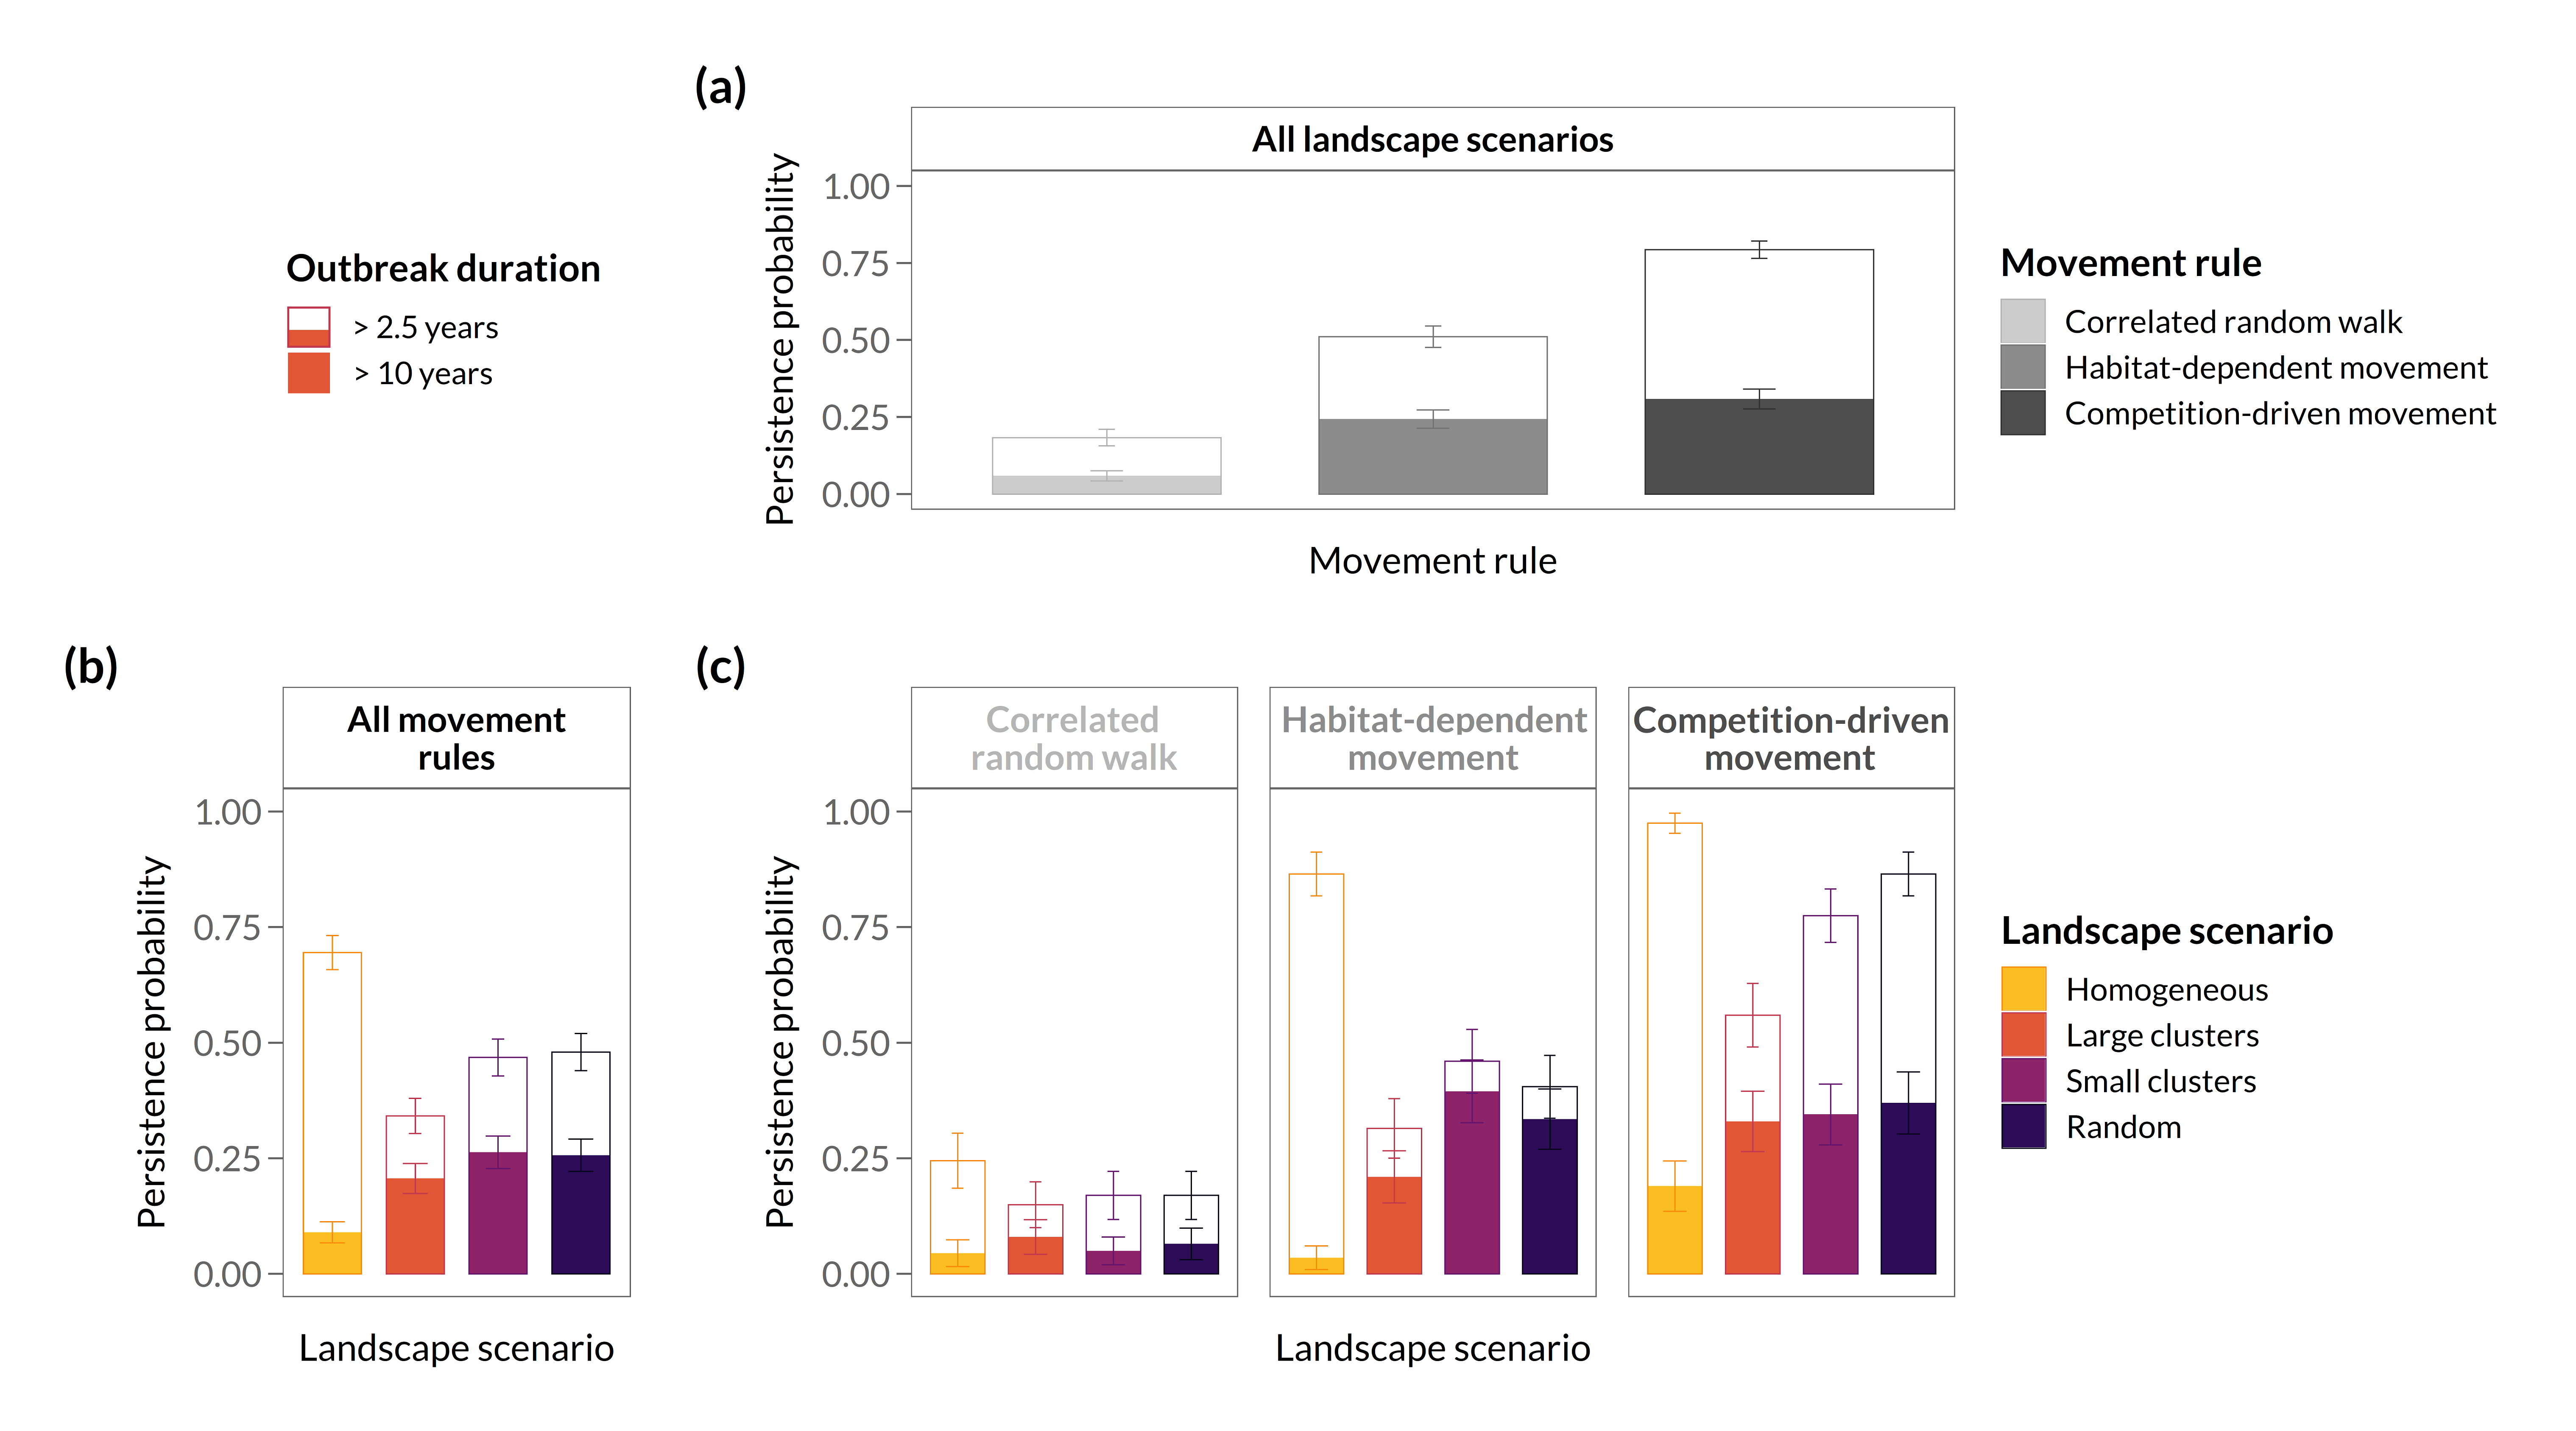 (a)
All landscape scenarios
Persistence probability
1.00
0.75
0.50
0.25
0.00
Movement rule
Outbreak duration
> 2.5 years
> 10 years
Movement rule
Correlated random walk
Habitat-dependent movement
Competition-driven movement
(b)
All movement
rules
Persistence probability
1.00
0.75
0.50
0.25
0.00
Landscape scenario
(c)
Correlated
random walk
Habitat-dependent
movement
Competition-driven
movement
Persistence probability
1.00
0.75
0.50
0.25
0.00
Landscape scenario
Landscape scenario
Homogeneous
Large clusters
Small clusters
Random